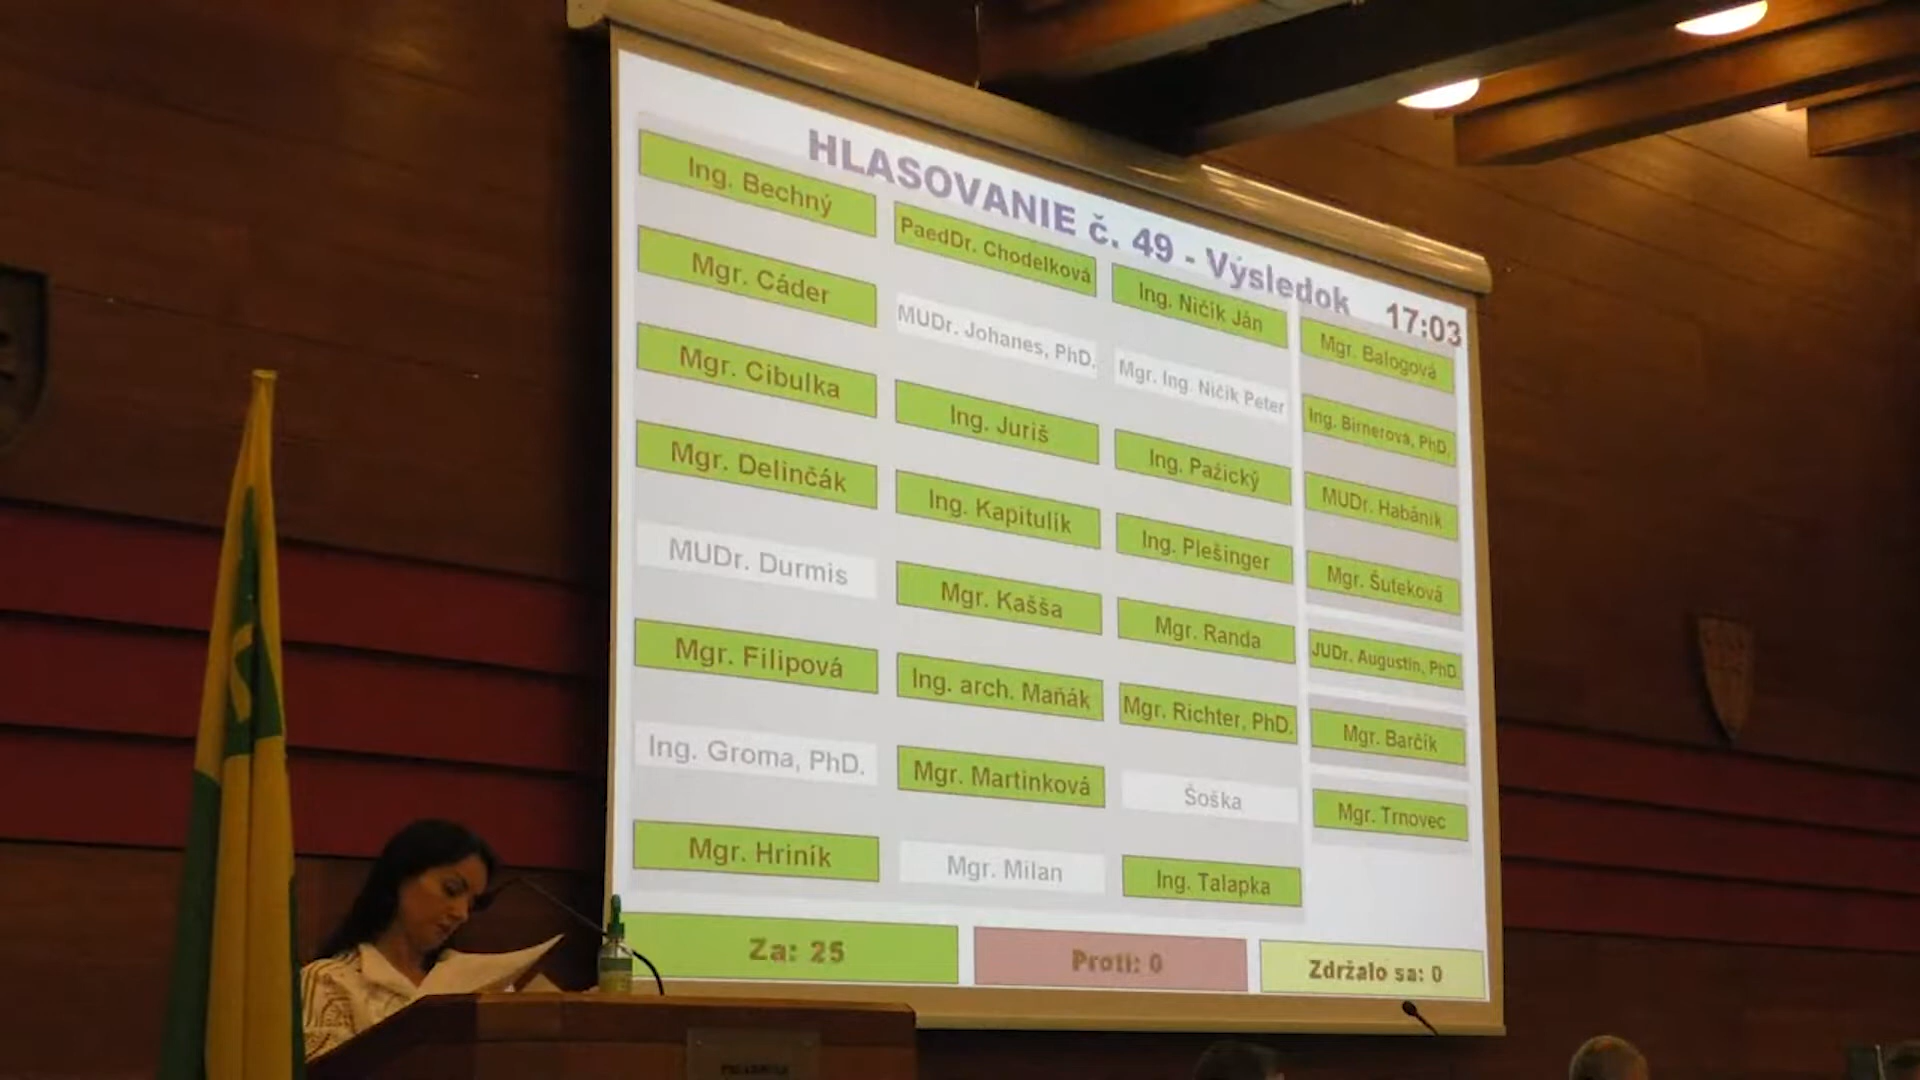 HLASOVANIE č. 49 - Výsledok 17:03
Ing. Bechný
Mgr. Cáder
Mgr. Cibulka
Mgr. Delinčák
MUDr. Durmis
Mgr. Filipová
Ing. Groma, PhD.
Mgr. Hriník
PaedDr. Chodelková
MUDr. Johanes, PhD.
Ing. Juriš
Ing. Kapitulík
Mgr. Kašša
Ing. arch. Maňák
Mgr. Martinková
Mgr. Milan
Ing. Ničík Ján
Mgr. Ing. Ničík Peter
Ing. Pažický
Ing. Plešinger
Mgr. Randa
Mgr. Richter, PhD.
Šoška
Ing. Talapka
Mgr. Balogová
Ing. Birnerová, PhD.
MUDr. Habánik
Mgr. Šuteková
JUDr. Augustín, PhD.
Mgr. Barčík
Mgr. Trnovec
Za: 25
Proti: 0
Zdržalo sa: 0